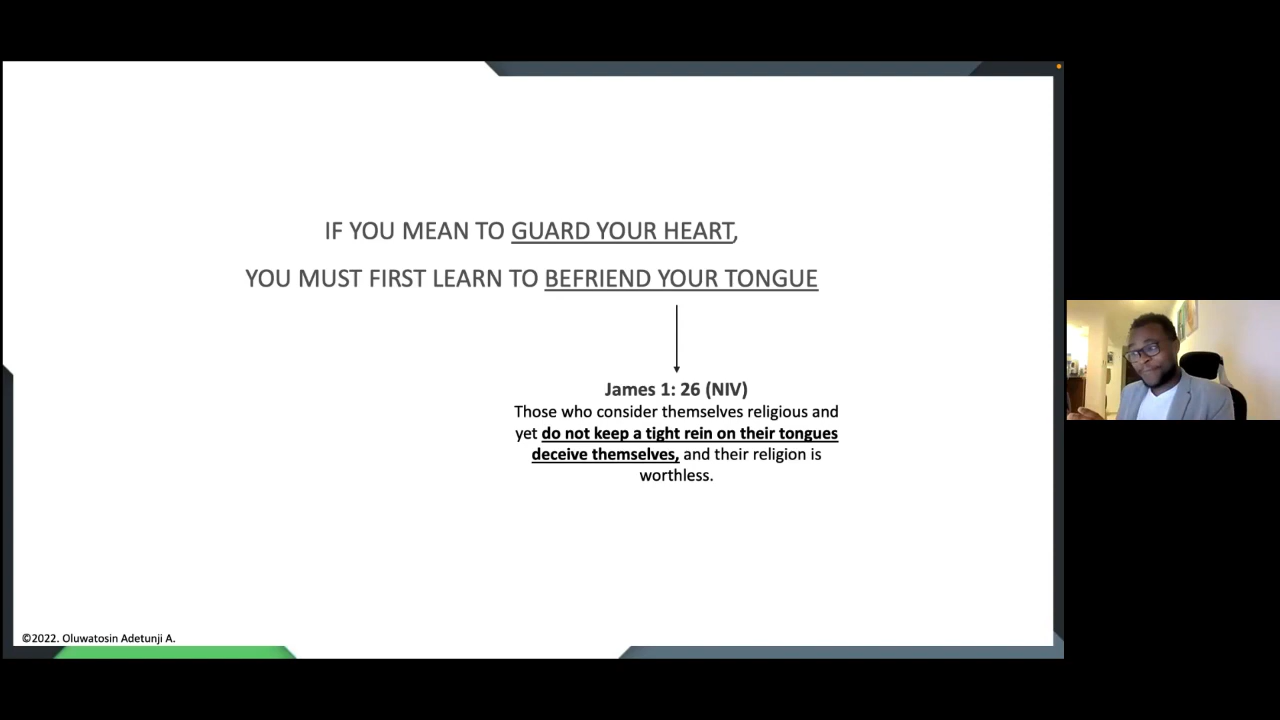 IF YOU MEAN TO GUARD YOUR HEART,
YOU MUST FIRST LEARN TO BEFRIEND YOUR TONGUE
James 1: 26 (NIV)
Those who consider themselves religious and
yet do not keep a tight rein on their tongues
deceive themselves, and their religion is
worthless.
©2022. Oluwatosin Adetunji A.